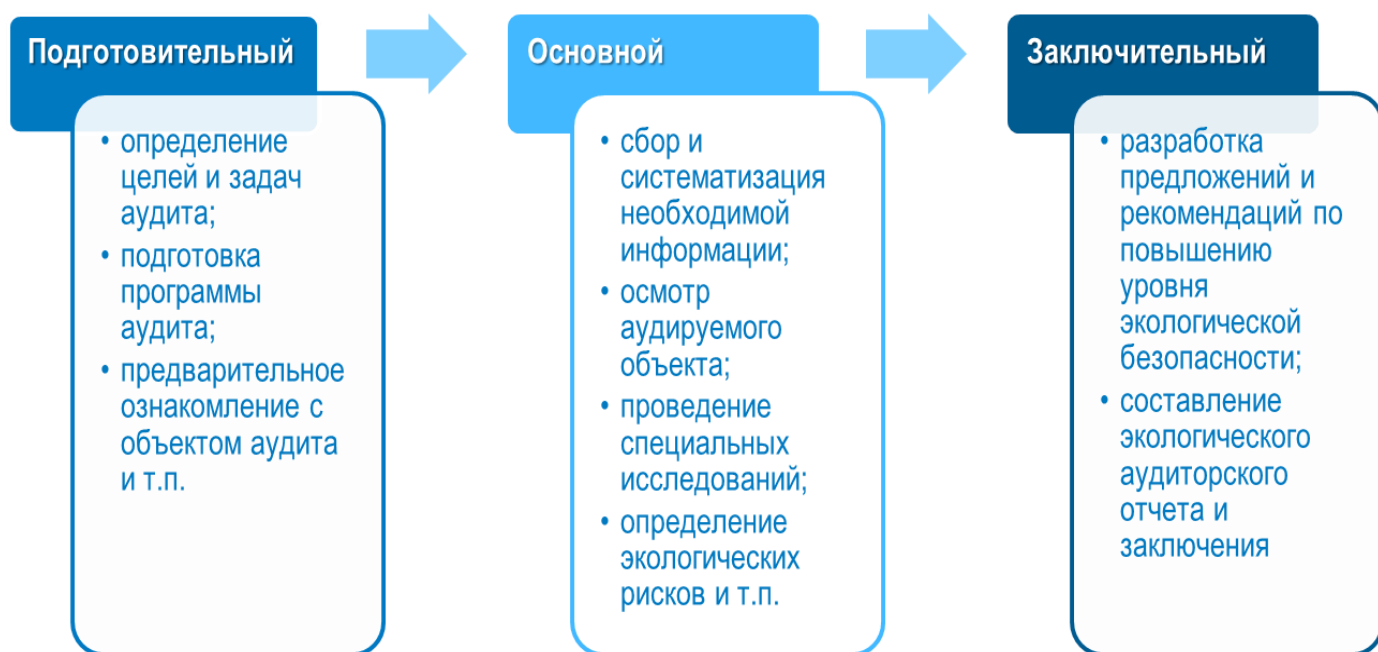 Подготовительный
• определение
целей и задач
аудита;
• подготовка
программы
аудита;
• предварительное
ознакомление с
объектом аудита
и т.п.
Основной
• сбор и
систематизация
необходимой
информации;
• осмотр
аудируемого
объекта;
• проведение
специальных
исследований;
• определение
экологических
рисков и т.п.
Заключительный
• разработка
предложений и
рекомендаций по
повышению
уровня
экологической
безопасности;
• составление
экологического
аудиторского
отчета и
заключения